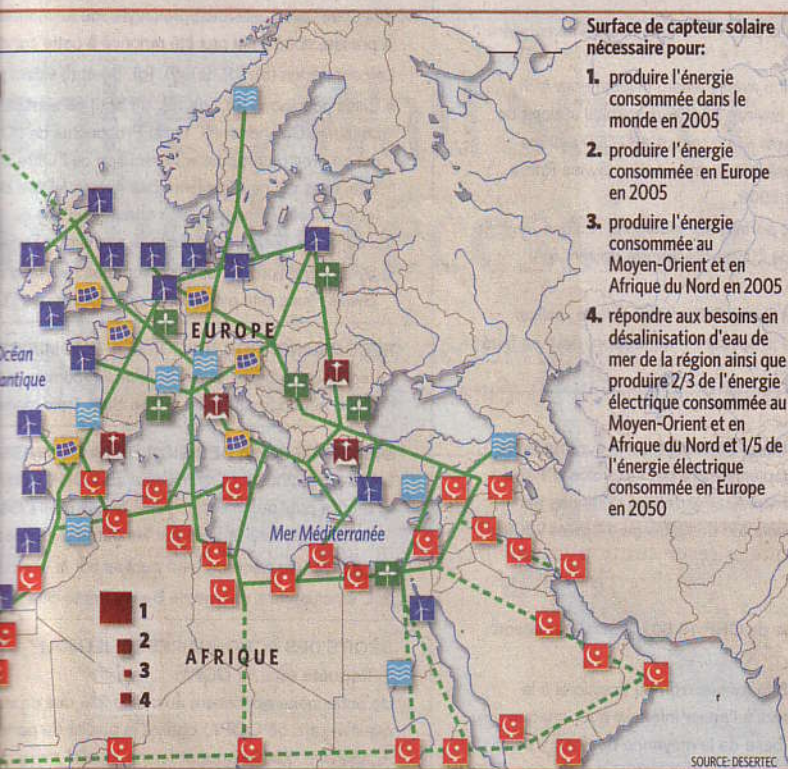 Surface de capteur solaire
nécessaire pour:
1. produire l'énergie
consommée dans le
monde en 2005
2. produire l'énergie
consommée en Europe
en 2005
3. produire l'énergie
consommée au
Moyen-Orient et en
Afrique du Nord en 2005
4. répondre aux besoins en
désalinisation d'eau de
mer de la région ainsi que
produire 2/3 de l'énergie
électrique consommée au
Moyen-Orient et en
Afrique du Nord et 1/5 de
l'énergie électrique
consommée en Europe
en 2050
EUROPE
Océan
antique
Mer Méditerranée
AFRIQUE
1
2
3
4
SOURCE: DESERTEC